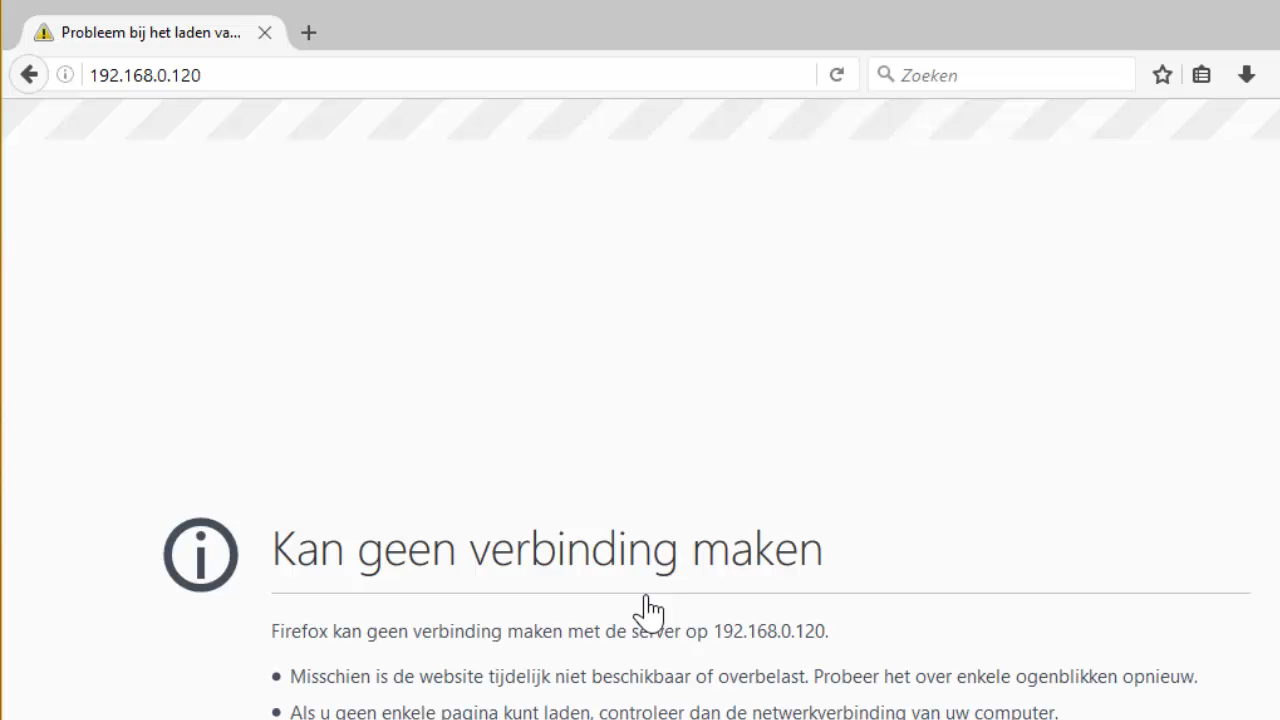 Probleem bij het laden va...
192.168.0.120
Zoeken
Kan geen verbinding maken
Firefox kan geen verbinding maken met de server op 192.168.0.120.
Misschien is de website tijdelijk niet beschikbaar of overbelast. Probeer het over enkele ogenblikken opnieuw.
Als u geen enkele pagina kunt laden, controleer dan de netwerkverbinding van uw computer.